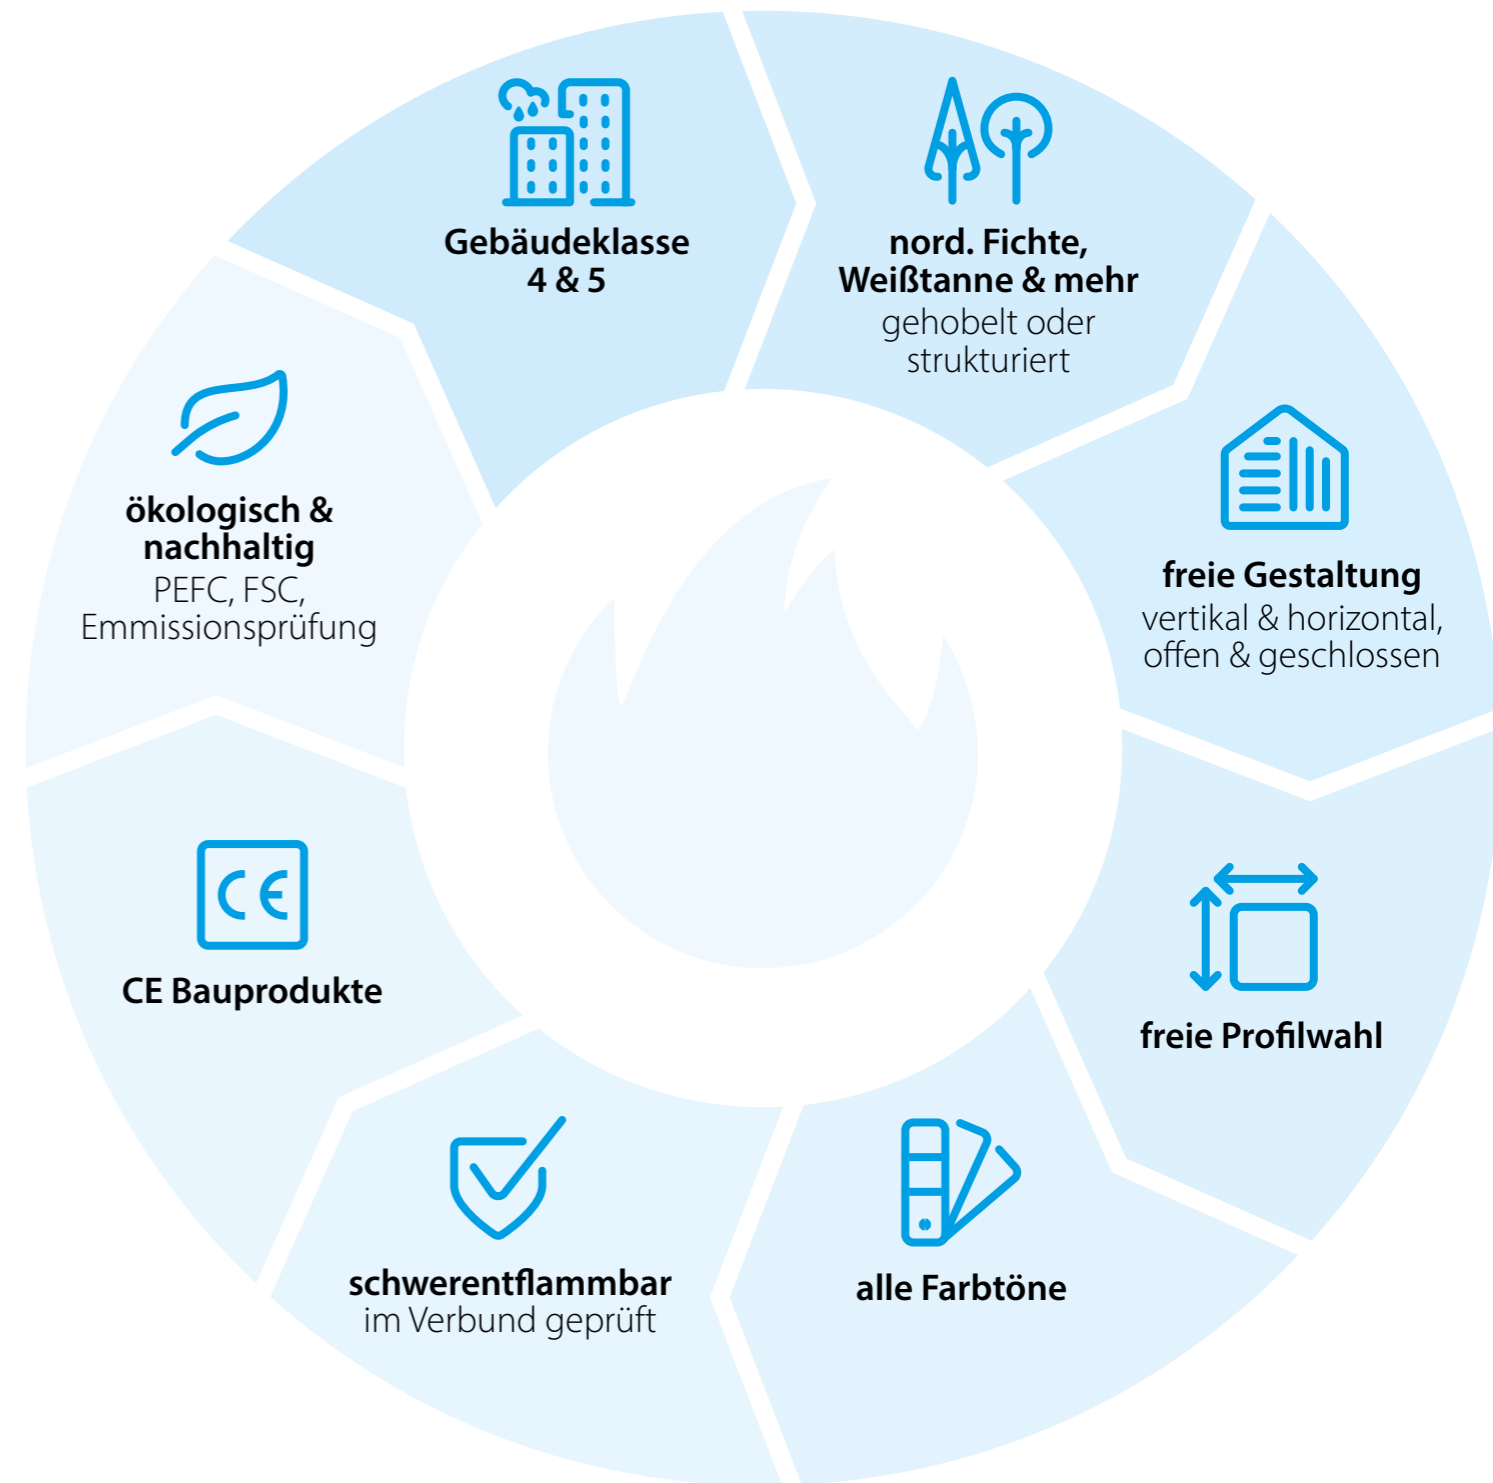 Gebäudeklasse
4 & 5
nord. Fichte,
Weißtanne & mehr
gehobelt oder
strukturiert
freie Gestaltung
vertikal & horizontal,
offen & geschlossen
freie Profilwahl
alle Farbtöne
schwerentflammbar
im Verbund geprüft
CE
CE Bauprodukte
ökologisch &
nachhaltig
PEFC, FSC,
Emmissionsprüfung